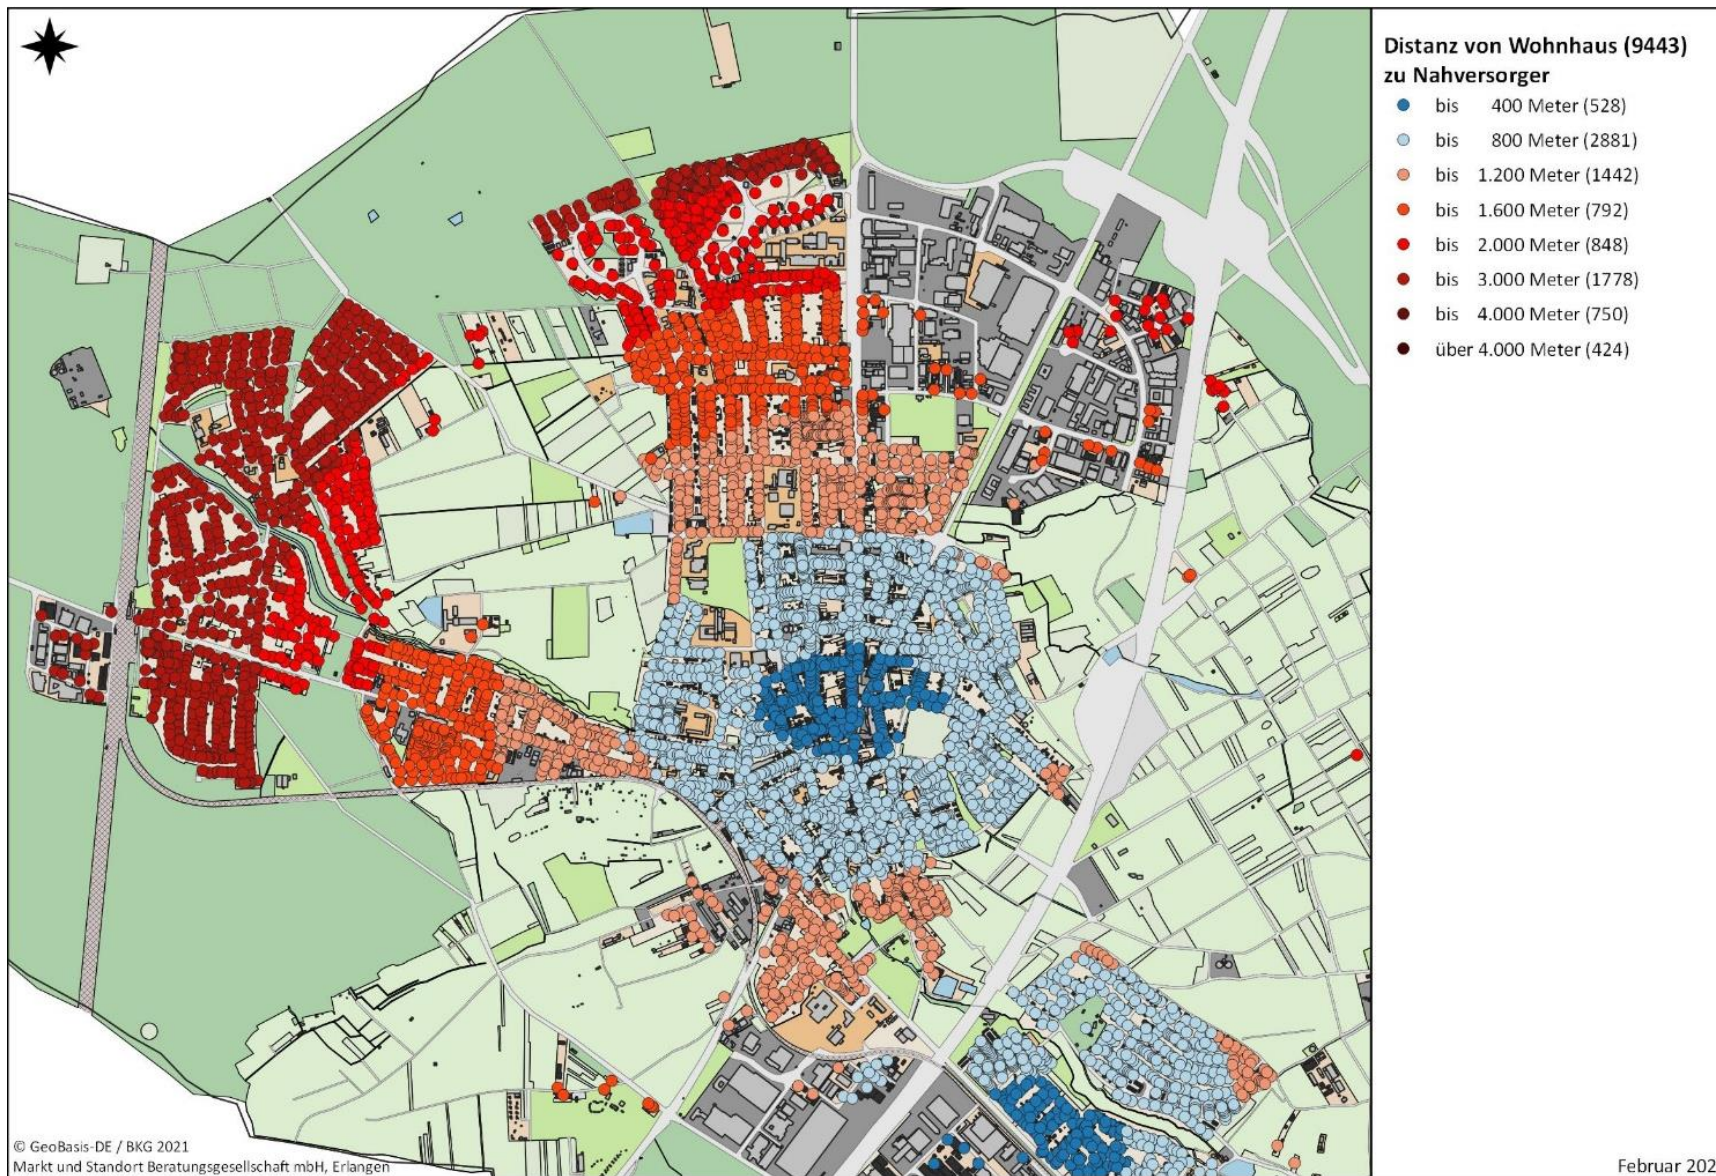 Distanz von Wohnhaus (9443)
zu Nahversorger
bis 400 Meter (528)
bis 800 Meter (2881)
bis 1.200 Meter (1442)
bis 1.600 Meter (792)
bis 2.000 Meter (848)
bis 3.000 Meter (1778)
bis 4.000 Meter (750)
über 4.000 Meter (424)
© GeoBasis-DE / BKG 2021
Markt und Standort Beratungsgesellschaft mbH, Erlangen
Februar 202